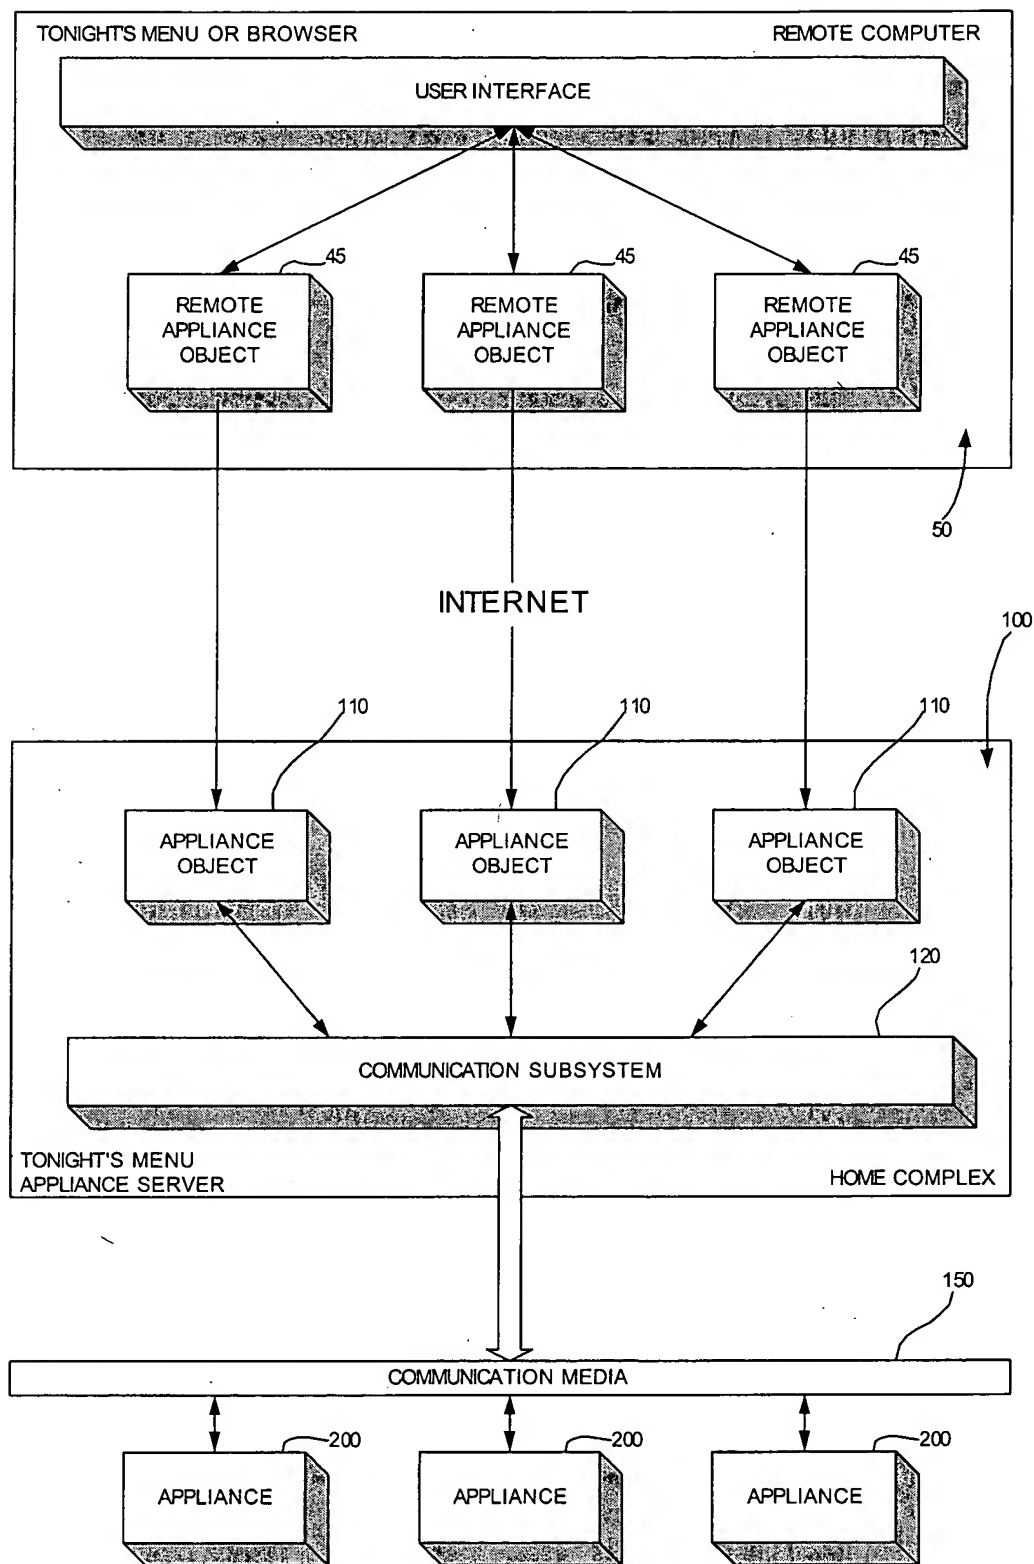 TONIGHT'S MENU OR BROWSER
REMOTE COMPUTER
USER INTERFACE
45
45
45
REMOTE
APPLIANCE
OBJECT
REMOTE
APPLIANCE
OBJECT
REMOTE
APPLIANCE
OBJECT
50
INTERNET
100
110
110
110
APPLIANCE
OBJECT
APPLIANCE
OBJECT
APPLIANCE
OBJECT
120
COMMUNICATION SUBSYSTEM
TONIGHT'S MENU
APPLIANCE SERVER
HOME COMPLEX
150
COMMUNICATION MEDIA
200
200
200
APPLIANCE
APPLIANCE
APPLIANCE